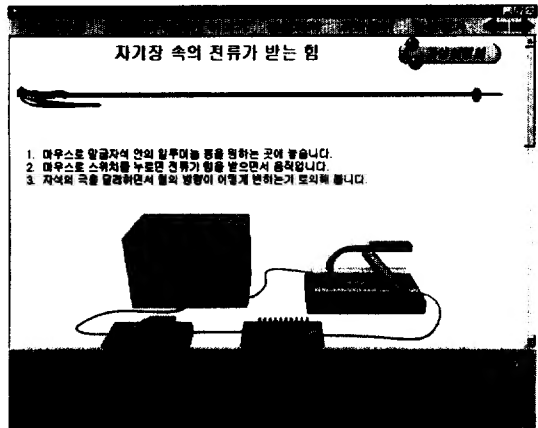 자기장 속의 전류가 받는 힘
1. 마우스로 말굽자석 안의 알루미늄 봉을 원하는 곳에 놓습니다.
2. 마우스로 스위치를 누르면 전류가 힘을 받으면서 움직입니다.
3. 자석의 극을 달리하면서 힘의 방향이 어떻게 변하는가 토의해 봅니다.